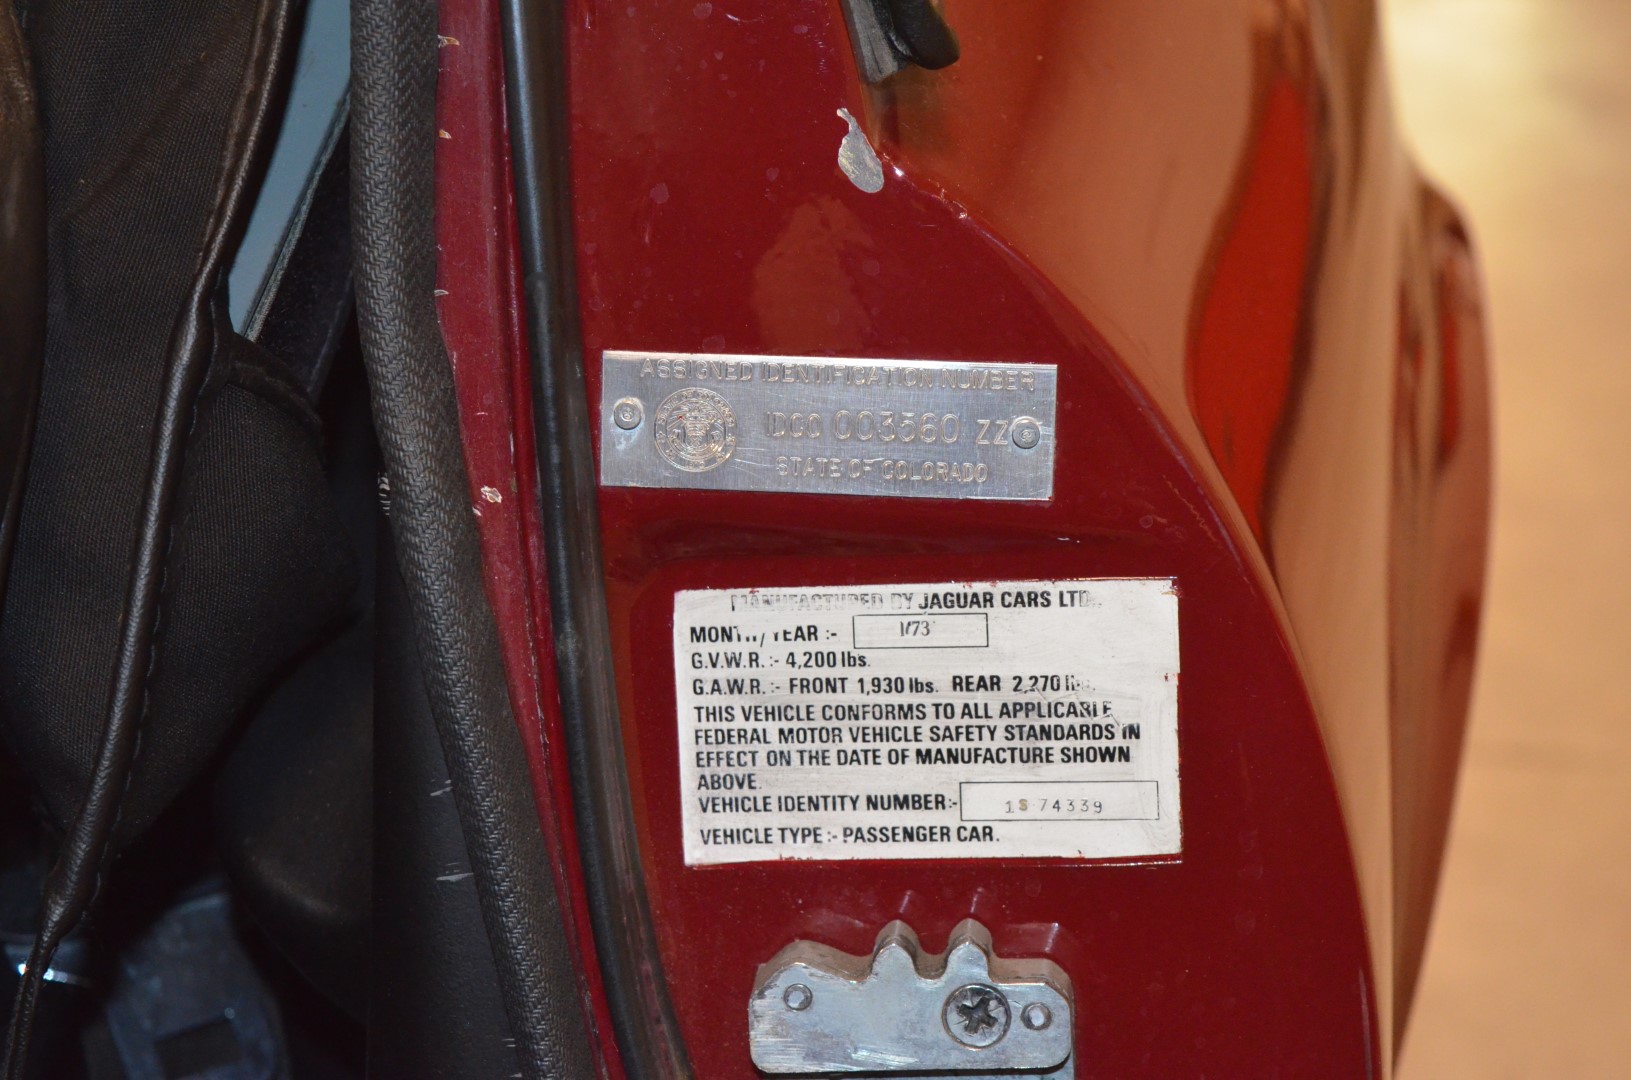 ASSIGNED IDENTIFICATION NUMBER
IDCO 003560 ZZ
STATE OF COLORADO
MANUFACTURED BY JAGUAR CARS LTD.
MONTH/YEAR :- 1/73
G.V.W.R. :- 4,200 lbs.
G.A.W.R. :- FRONT 1,930 lbs. REAR 2,270 lbs.
THIS VEHICLE CONFORMS TO ALL APPLICABLE
FEDERAL MOTOR VEHICLE SAFETY STANDARDS IN
EFFECT ON THE DATE OF MANUFACTURE SHOWN
ABOVE.
VEHICLE IDENTITY NUMBER:- 1S 74339
VEHICLE TYPE :- PASSENGER CAR.